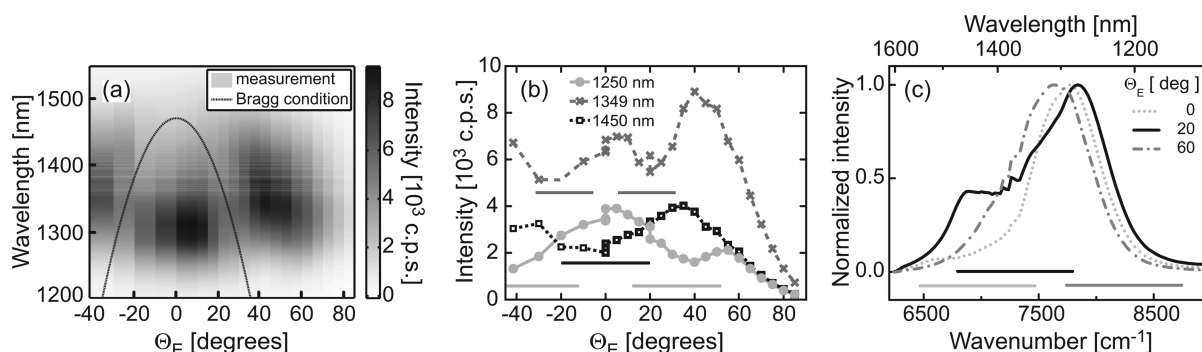 (a)
measurement
Bragg condition
Wavelength [nm]
1500
1400
1300
1200
-40 -20 0 20 40 60 80
Θ_E [degrees]
8
6
4
2
0
Intensity [10³ c.p.s.]
(b)
1250 nm
1349 nm
1450 nm
Intensity [10³ c.p.s.]
10
8
6
4
2
0
-40 -20 0 20 40 60 80
Θ_E [degrees]
Wavelength [nm]
1600 1400 1200
(c)
Θ_E [ deg ]
0
20
60
Normalized intensity
1.0
0.5
0.0
6500 7500 8500
Wavenumber [cm⁻¹]